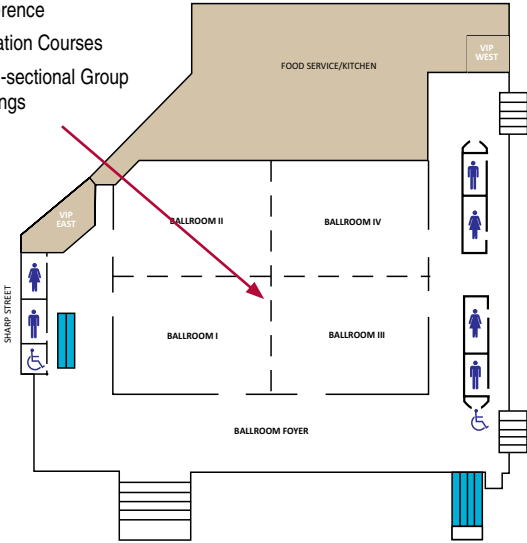 erence
ation Courses
-sectional Group
ngs
FOOD SERVICE/KITCHEN
VIP
WEST
VIP
EAST
BALLROOM II
BALLROOM IV
SHARP STREET
BALLROOM I
BALLROOM III
BALLROOM FOYER